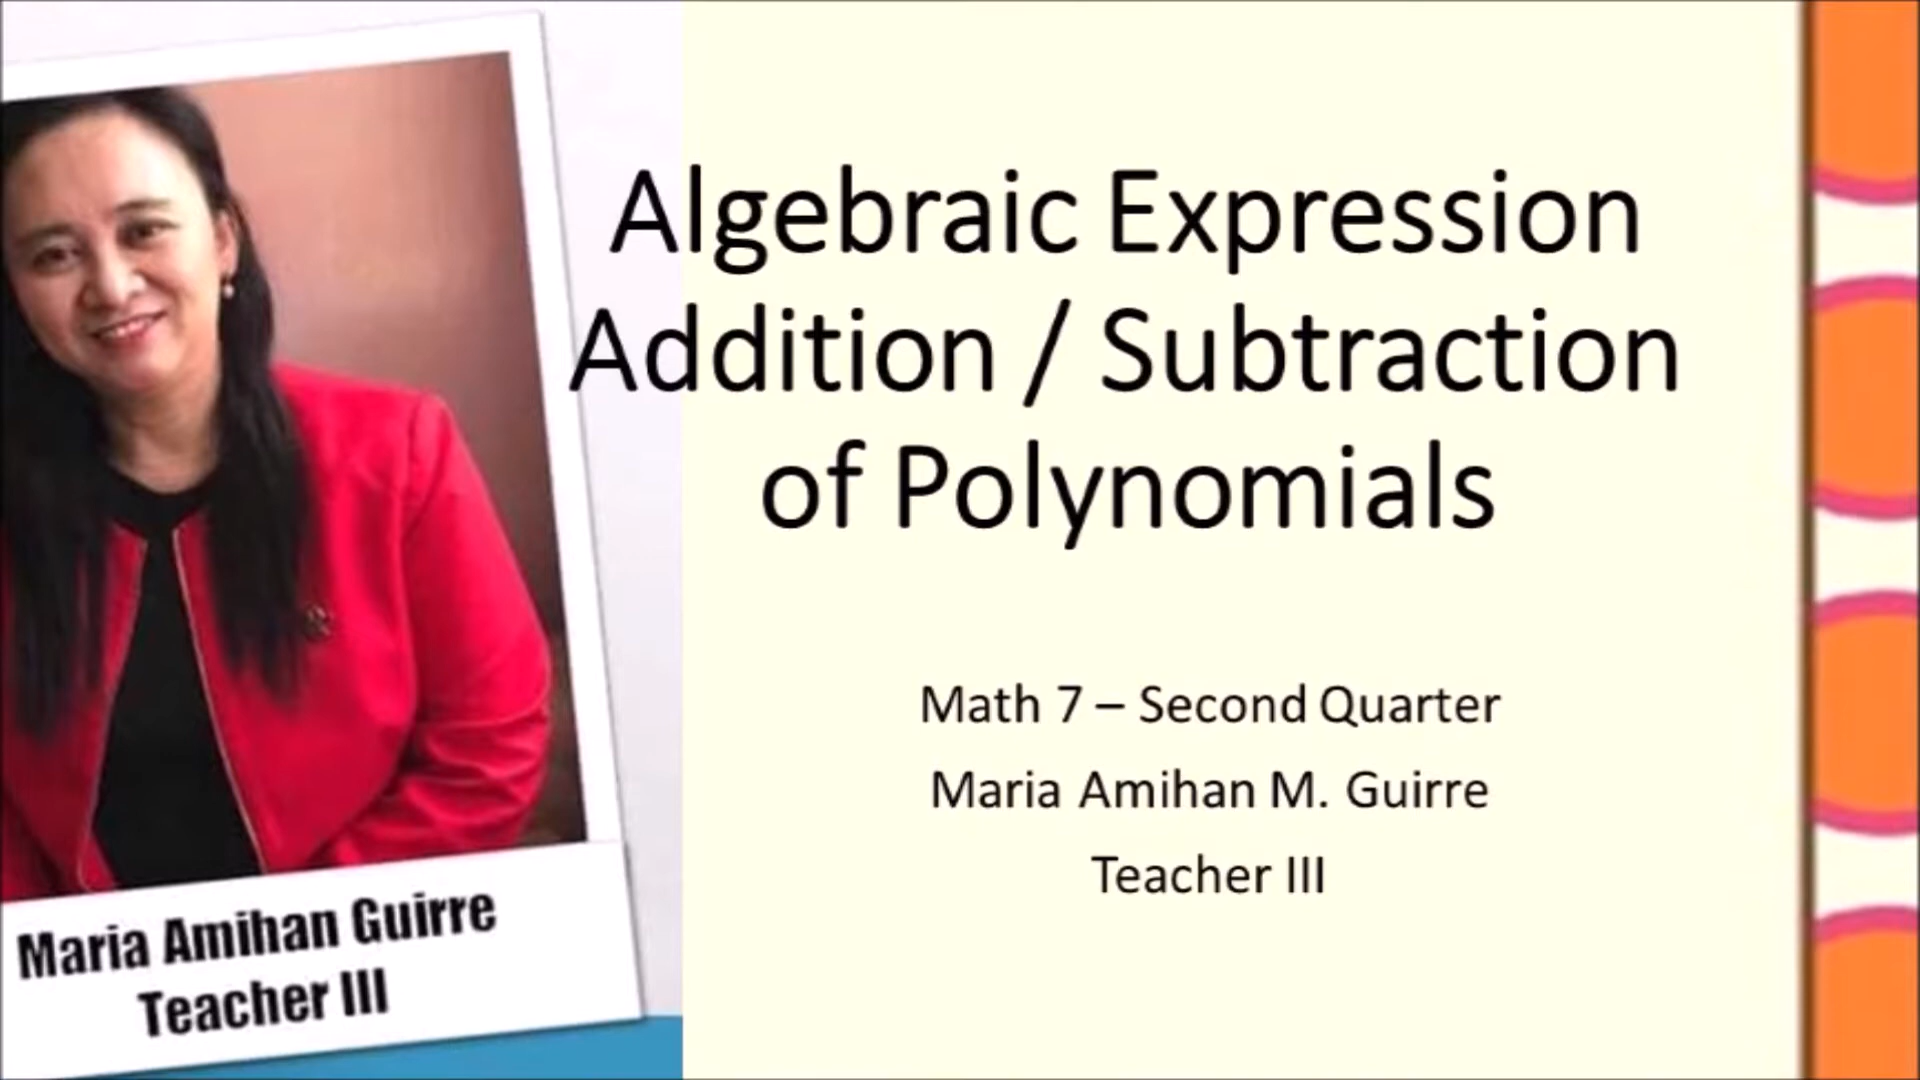 Algebraic Expression
Addition / Subtraction
of Polynomials
Math 7 – Second Quarter
Maria Amihan M. Guirre
Teacher III
Maria Amihan Guirre
Teacher III